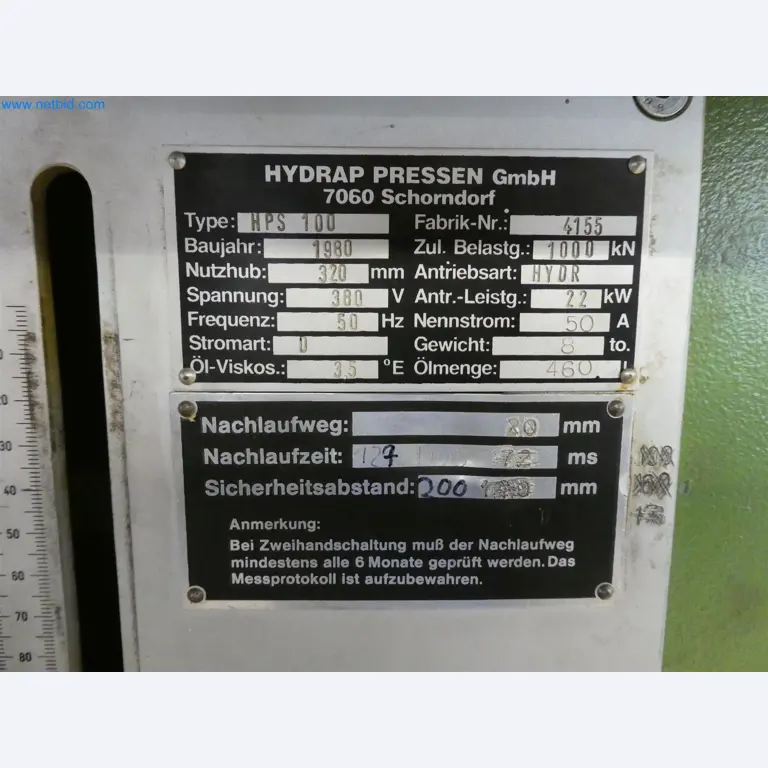 www.netbid.com
HYDRAP PRESSEN GmbH
7060 Schorndorf
Type: HPS 100 Fabrik-Nr.: 4155
Baujahr: 1980 Zul. Belastg.: 1000 kN
Nutzhub: 320 mm Antriebsart: HYDR
Spannung: 380 V Antr.-Leistg.: 22 kW
Frequenz: 50 Hz Nennstrom: 50 A
Stromart: D Gewicht: 8 to.
Öl-Viskos.: 3,5 °E Ölmenge: 460 L
Nachlaufweg: 20 mm
Nachlaufzeit: 127 72 ms
Sicherheitsabstand: 200 mm
Anmerkung:
Bei Zweihandschaltung muß der Nachlaufweg
mindestens alle 6 Monate geprüft werden. Das
Messprotokoll ist aufzubewahren.
20
30
40
50
60
70
80